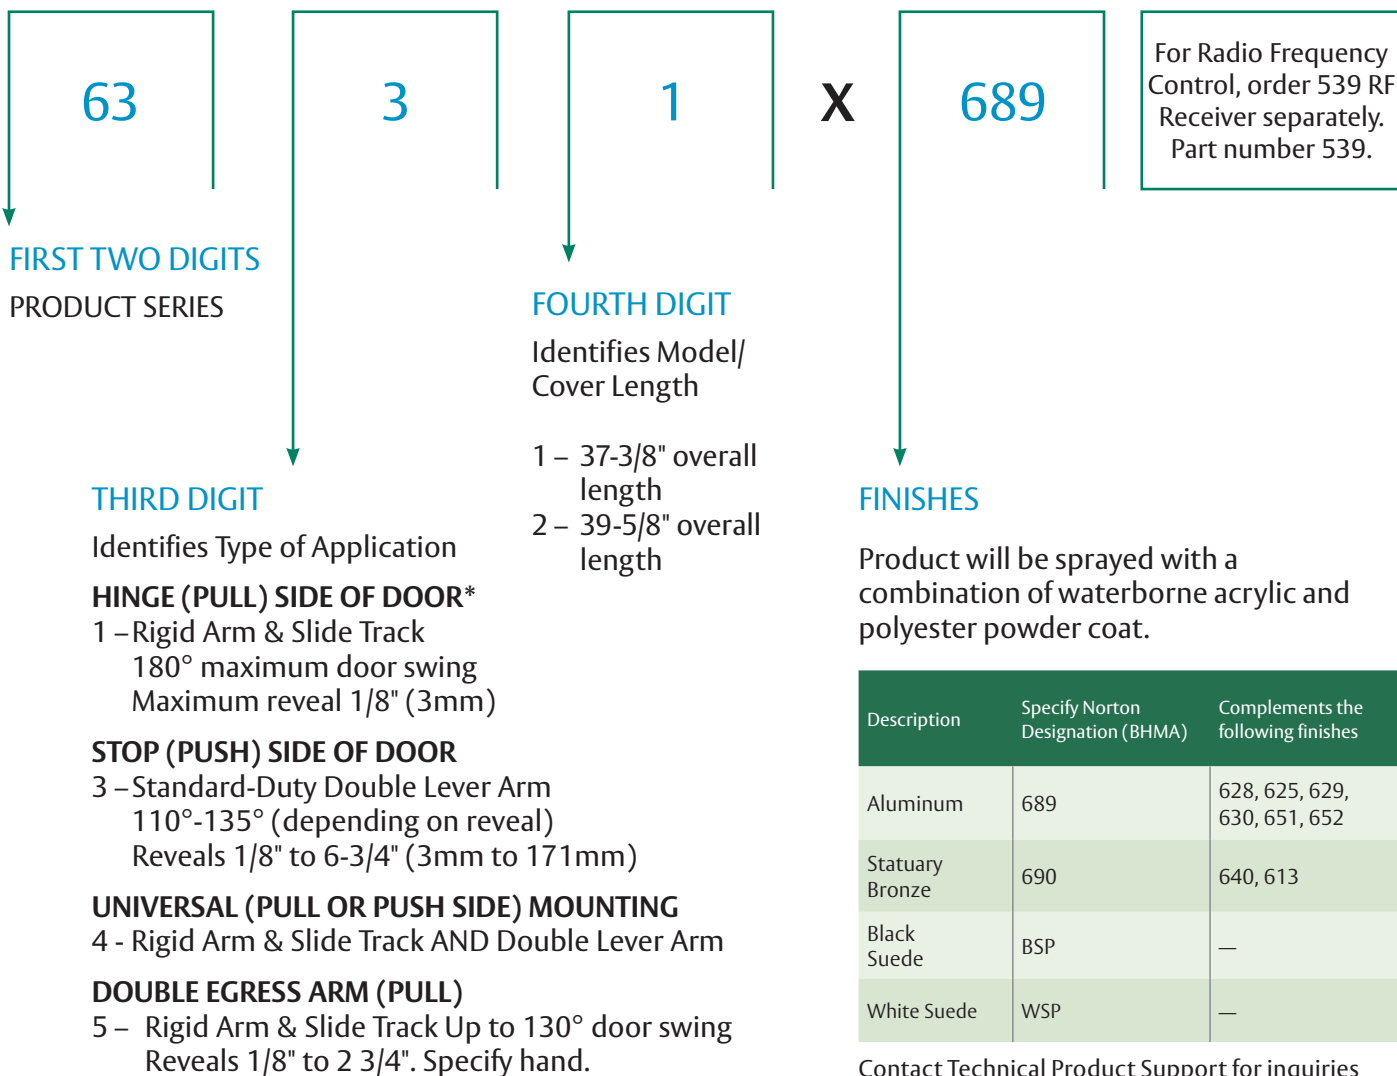 63
3
1
X
689
For Radio Frequency
Control, order 539 RF
Receiver separately.
Part number 539.
FIRST TWO DIGITS
PRODUCT SERIES
FOURTH DIGIT
Identifies Model/
Cover Length
1 – 37-3/8" overall
length
2 – 39-5/8" overall
length
THIRD DIGIT
Identifies Type of Application
HINGE (PULL) SIDE OF DOOR*
1 – Rigid Arm & Slide Track
180° maximum door swing
Maximum reveal 1/8" (3mm)
STOP (PUSH) SIDE OF DOOR
3 – Standard-Duty Double Lever Arm
110°-135° (depending on reveal)
Reveals 1/8" to 6-3/4" (3mm to 171mm)
UNIVERSAL (PULL OR PUSH SIDE) MOUNTING
4 - Rigid Arm & Slide Track AND Double Lever Arm
DOUBLE EGRESS ARM (PULL)
5 – Rigid Arm & Slide Track Up to 130° door swing
Reveals 1/8" to 2 3/4". Specify hand.
FINISHES
Product will be sprayed with a
combination of waterborne acrylic and
polyester powder coat.
Description
Specify Norton
Designation (BHMA)
Complements the
following finishes
Aluminum
689
628, 625, 629,
630, 651, 652
Statuary
Bronze
690
640, 613
Black
Suede
BSP
—
White Suede
WSP
—
Contact Technical Product Support for inquiries